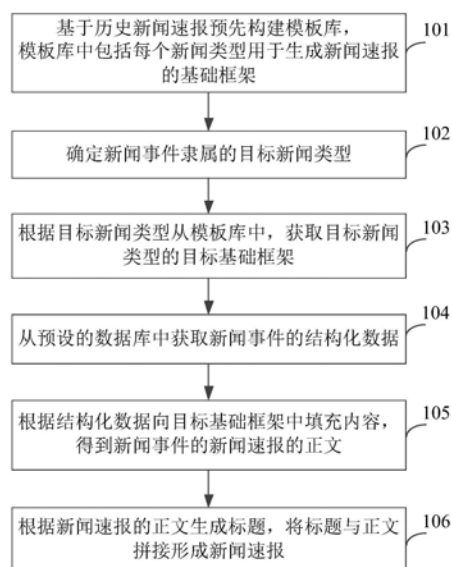 基于历史新闻速报预先构建模板库，
模板库中包括每个新闻类型用于生成新闻速报
的基础框架
101
确定新闻事件隶属的目标新闻类型
102
根据目标新闻类型从模板库中，获取目标新闻
类型的目标基础框架
103
从预设的数据库中获取新闻事件的结构化数据
104
根据结构化数据向目标基础框架中填充内容，
得到新闻事件的新闻速报的正文
105
根据新闻速报的正文生成标题，将标题与正文
拼接形成新闻速报
106